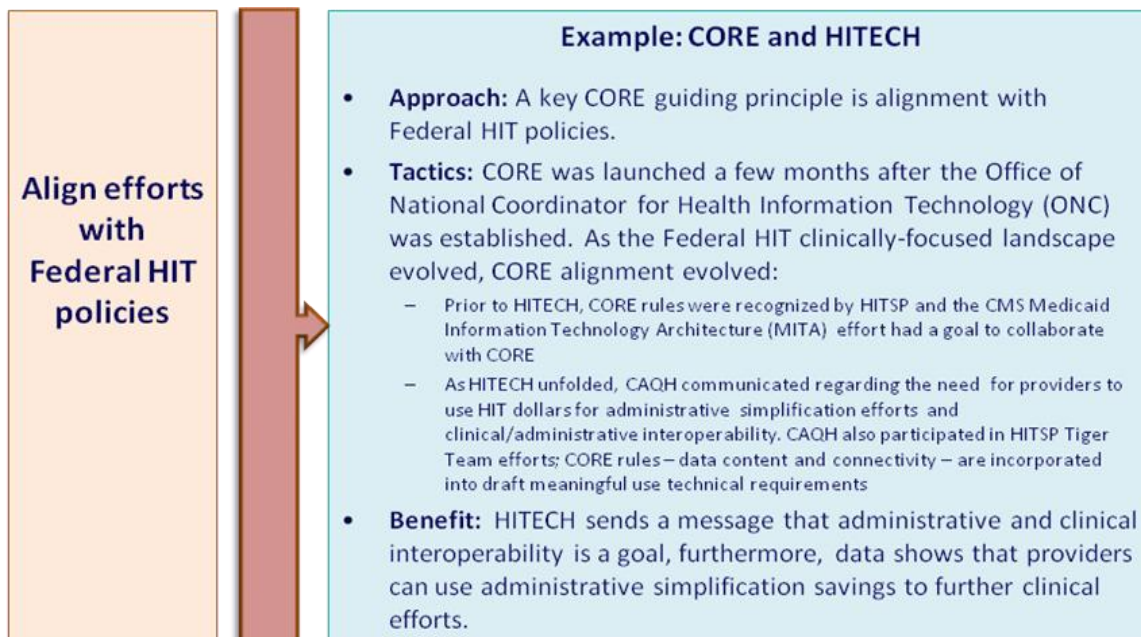 Align efforts
with
Federal HIT
policies
Example: CORE and HITECH
• Approach: A key CORE guiding principle is alignment with
Federal HIT policies.
• Tactics: CORE was launched a few months after the Office of
National Coordinator for Health Information Technology (ONC)
was established. As the Federal HIT clinically-focused landscape
evolved, CORE alignment evolved:
– Prior to HITECH, CORE rules were recognized by HITSP and the CMS Medicaid
Information Technology Architecture (MITA) effort had a goal to collaborate
with CORE
– As HITECH unfolded, CAQH communicated regarding the need for providers to
use HIT dollars for administrative simplification efforts and
clinical/administrative interoperability. CAQH also participated in HITSP Tiger
Team efforts; CORE rules – data content and connectivity – are incorporated
into draft meaningful use technical requirements
• Benefit: HITECH sends a message that administrative and clinical
interoperability is a goal, furthermore, data shows that providers
can use administrative simplification savings to further clinical
efforts.